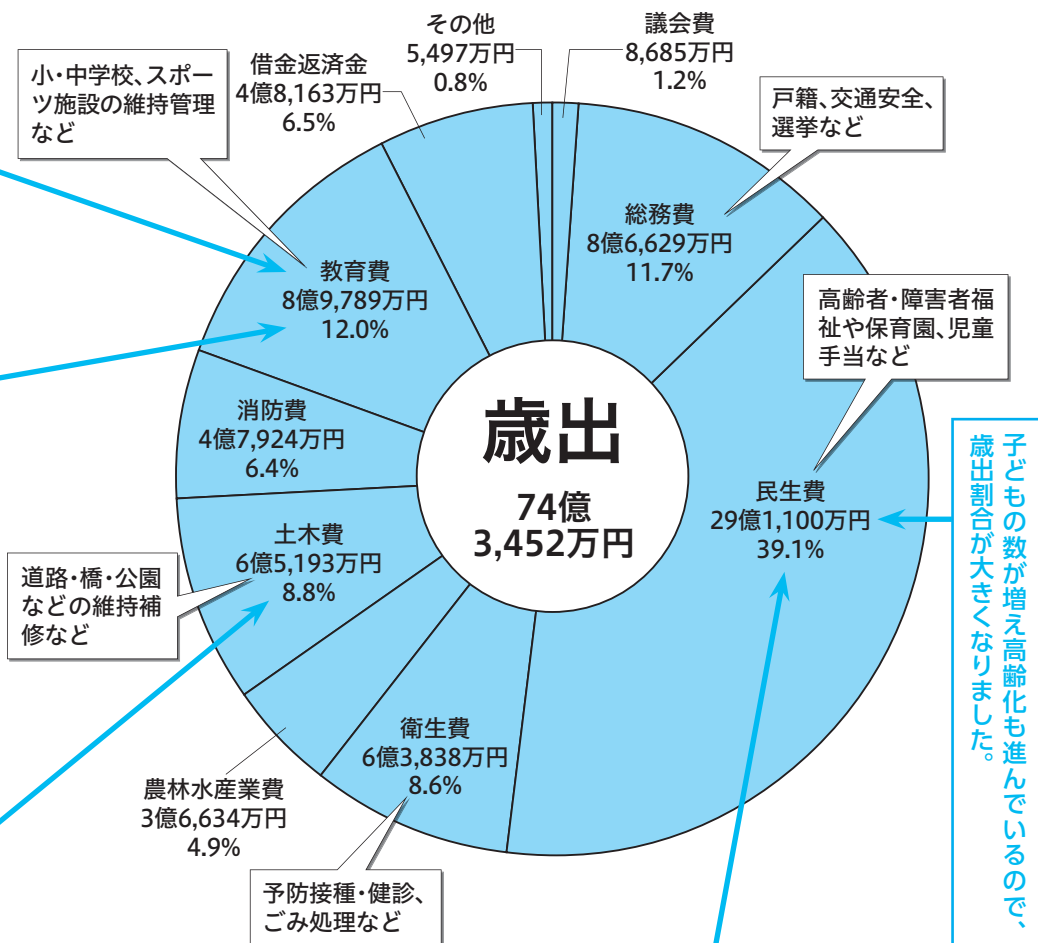 その他
5,497万円
0.8%
議会費
8,685万円
1.2%
借金返済金
4億8,163万円
6.5%
小・中学校、スポー
ツ施設の維持管理
など
戸籍、交通安全、
選挙など
総務費
8億6,629万円
11.7%
教育費
8億9,789万円
12.0%
高齢者・障害者福
祉や保育園、児童
手当など
消防費
4億7,924万円
6.4%
歳出
74億
3,452万円
民生費
29億1,100万円
39.1%
子どもの数が増え高齢化も進んでいるので、
歳出割合が大きくなりました。
土木費
6億5,193万円
8.8%
道路・橋・公園
などの維持補
修など
衛生費
6億3,838万円
8.6%
農林水産業費
3億6,634万円
4.9%
予防接種・健診、
ごみ処理など